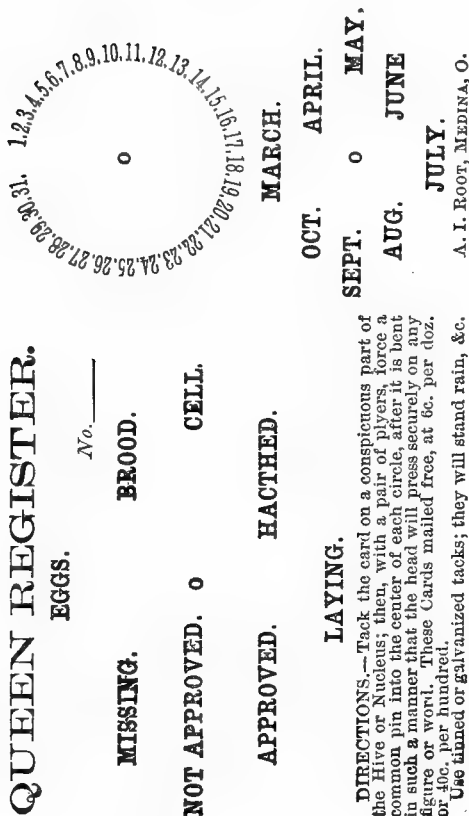 QUEEN REGISTER.
EGGS.
No.
MISSING. BROOD.
NOT APPROVED. o CELL.
APPROVED. HACTHED.
LAYING.
1.2.3.4.5.6.7.8.9.10.11.12.13.14.15.16.17.18.19.20.21.22.23.24.25.26.27.28.29.30.31.
o
MARCH.
OCT. APRIL.
SEPT. o MAY.
AUG. JUNE
JULY.
DIRECTIONS.—Tack the card on a conspicuous part of
the Hive or Nucleus; then, with a pair of plyers, force a
common pin into the center of each circle, after it is bent
in such a manner that the head will press securely on any
figure or word. These Cards mailed free, at 6c. per doz.
or 40c. per hundred.
Use tinned or galvanized tacks; they will stand rain, &c.
A. I. ROOT, MEDINA, O.